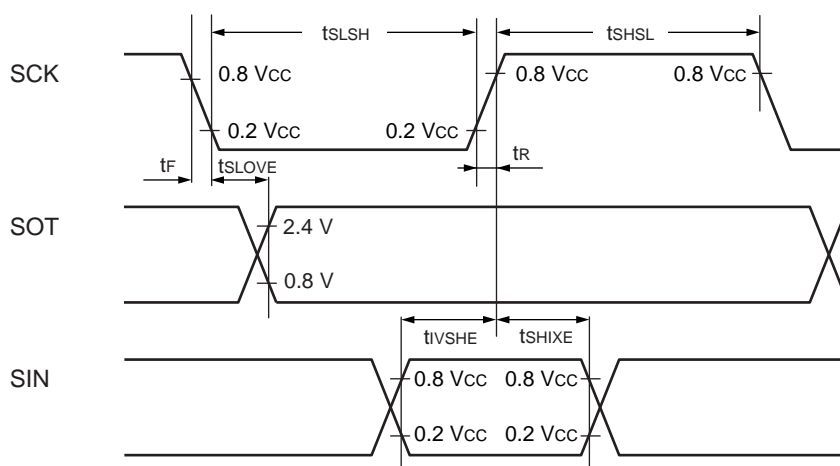 tSLSH tSHSL
SCK 0.8 VCC 0.8 VCC 0.8 VCC
0.2 VCC 0.2 VCC
tF tSLOVE tR
SOT 2.4 V
0.8 V
tIVSHE tSHIXE
SIN 0.8 VCC 0.8 VCC
0.2 VCC 0.2 VCC